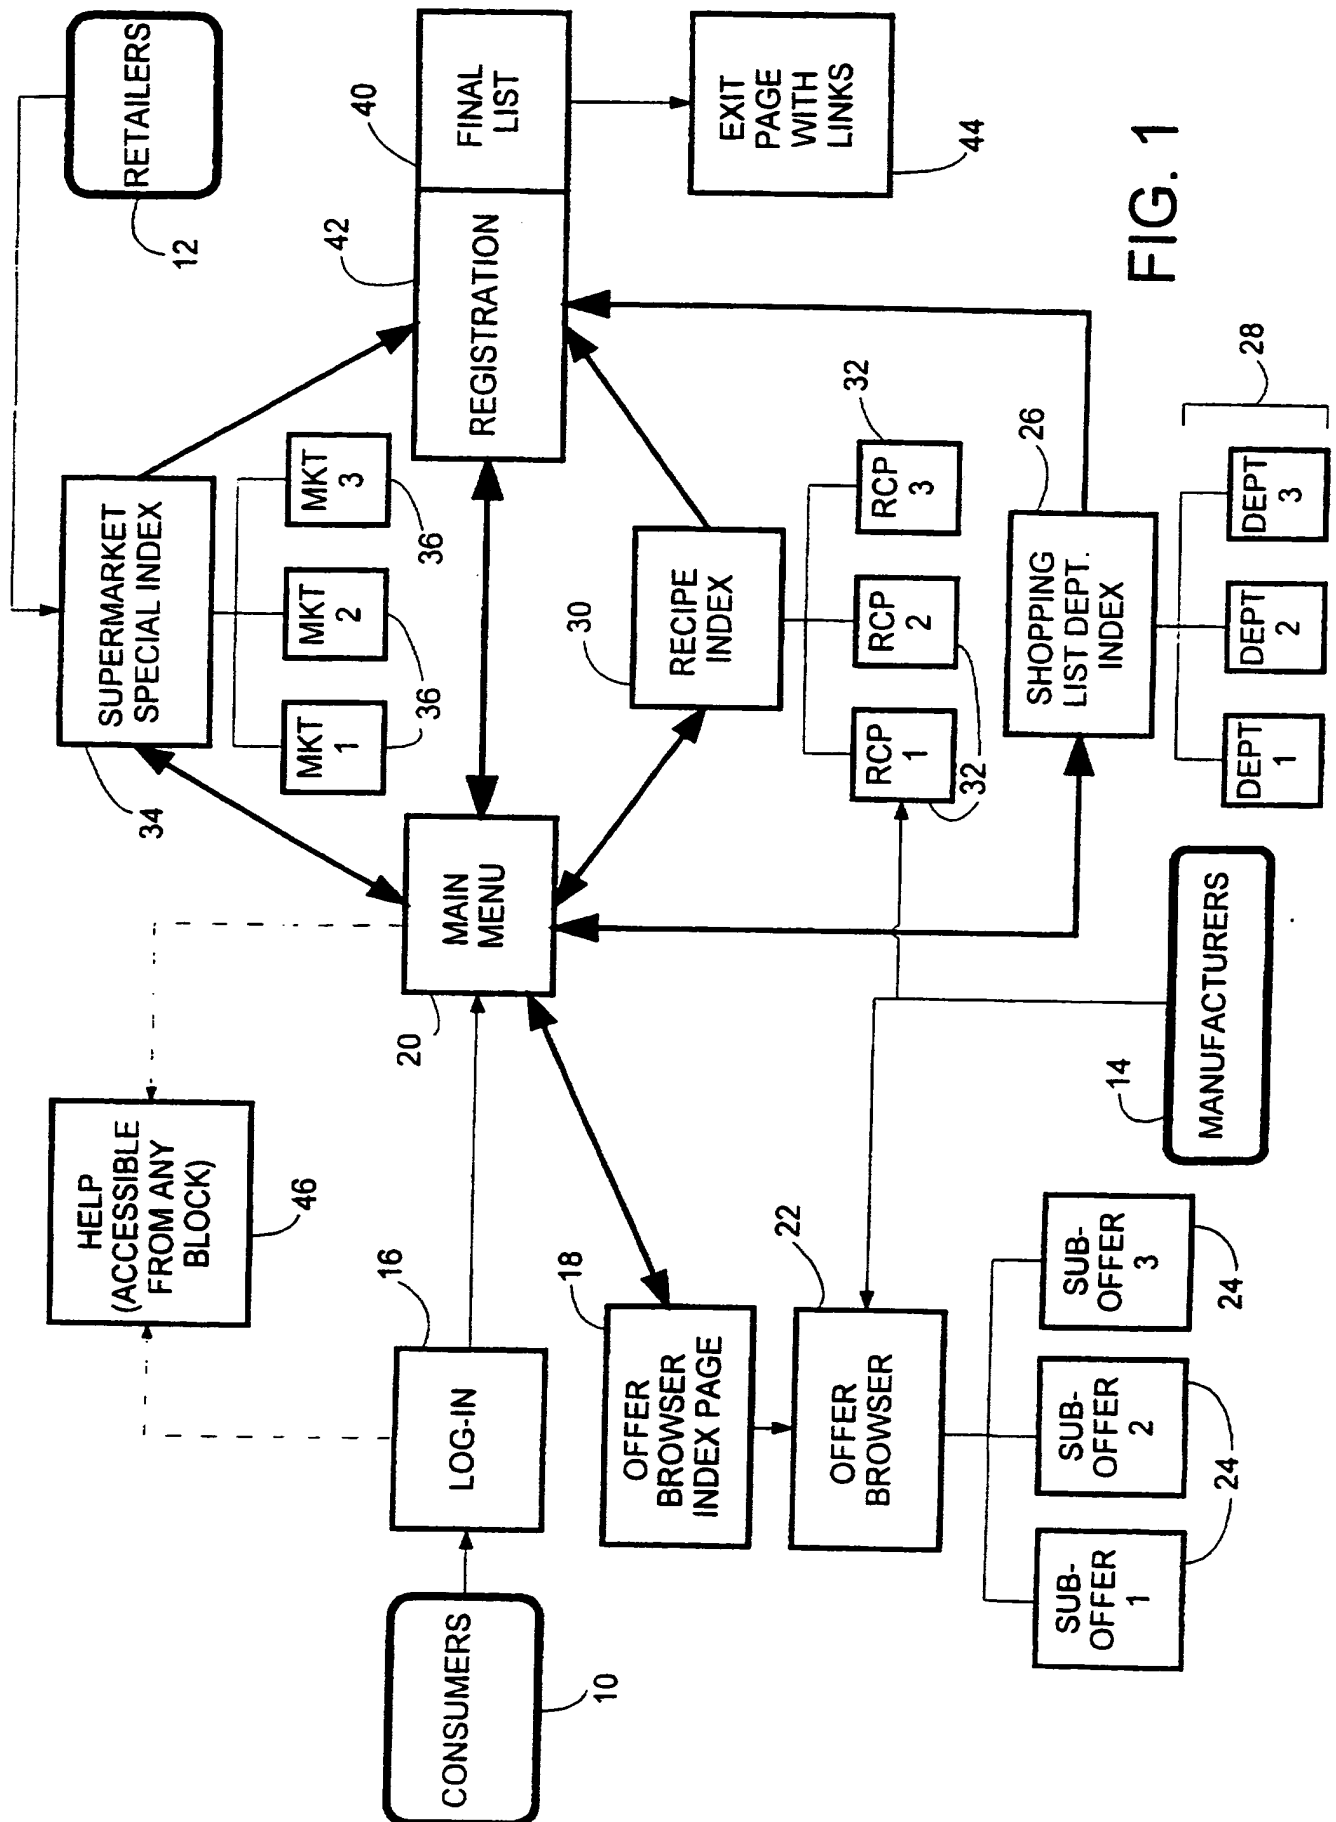 RETAILERS
12
HELP
(ACCESSIBLE
FROM ANY
BLOCK)
46
34
SUPERMARKET
SPECIAL INDEX
MKT
1
MKT
2
MKT
3
36
36
CONSUMERS
10
LOG-IN
16
MAIN
MENU
20
REGISTRATION
42
FINAL
LIST
40
EXIT
PAGE
WITH
LINKS
44
OFFER
BROWSER
INDEX PAGE
18
OFFER
BROWSER
22
SUB-
OFFER
1
SUB-
OFFER
2
SUB-
OFFER
3
24
24
RECIPE
INDEX
30
RCP
1
RCP
2
RCP
3
32
32
SHOPPING
LIST DEPT.
INDEX
26
DEPT
1
DEPT
2
DEPT
3
28
MANUFACTURERS
14
FIG. 1